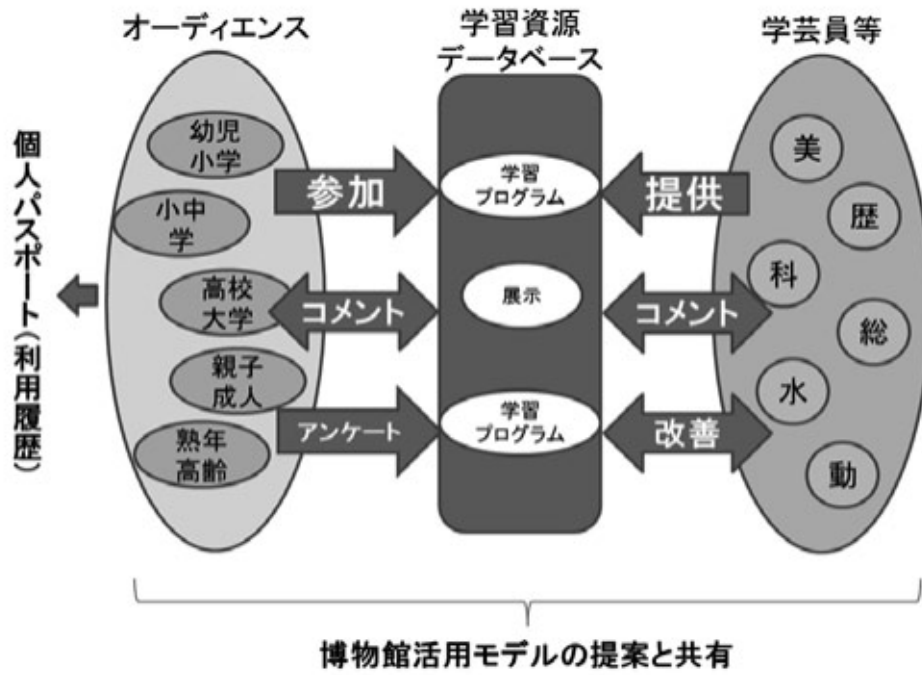 オーディエンス
学習資源
データベース
学芸員等
個人パスポート(利用履歴)
幼児
小学
小中
学
高校
大学
親子
成人
熟年
高齢
参加
コメント
アンケート
学習
プログラム
展示
学習
プログラム
提供
コメント
改善
美
歴
科
総
水
動
博物館活用モデルの提案と共有